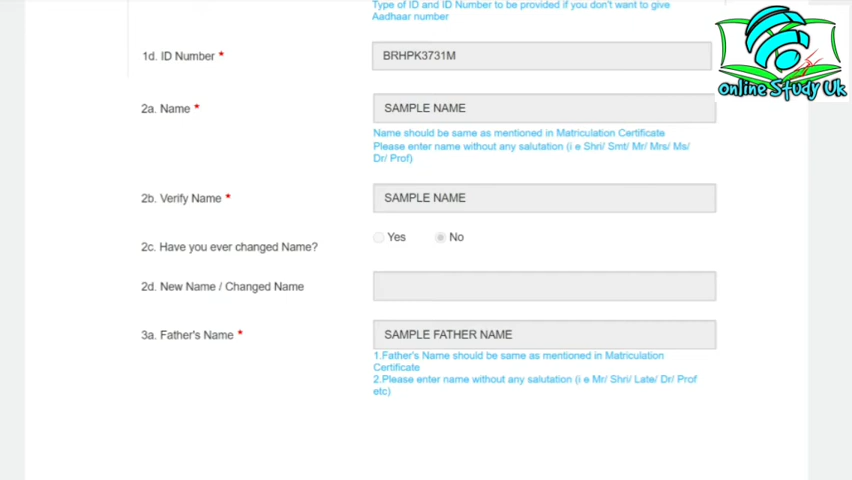 Type of ID and ID Number to be provided if you don't want to give
Aadhaar number
1d. ID Number *
BRHPK3731M
2a. Name *
SAMPLE NAME
Name should be same as mentioned in Matriculation Certificate
Please enter name without any salutation (i e Shri/ Smt/ Mr/ Mrs/ Ms/
Dr/ Prof)
2b. Verify Name *
SAMPLE NAME
2c. Have you ever changed Name?
Yes
No
2d. New Name / Changed Name
3a. Father's Name *
SAMPLE FATHER NAME
1.Father's Name should be same as mentioned in Matriculation
Certificate
2.Please enter name without any salutation (i e Mr/ Shri/ Late/ Dr/ Prof
etc)
online Study Uk